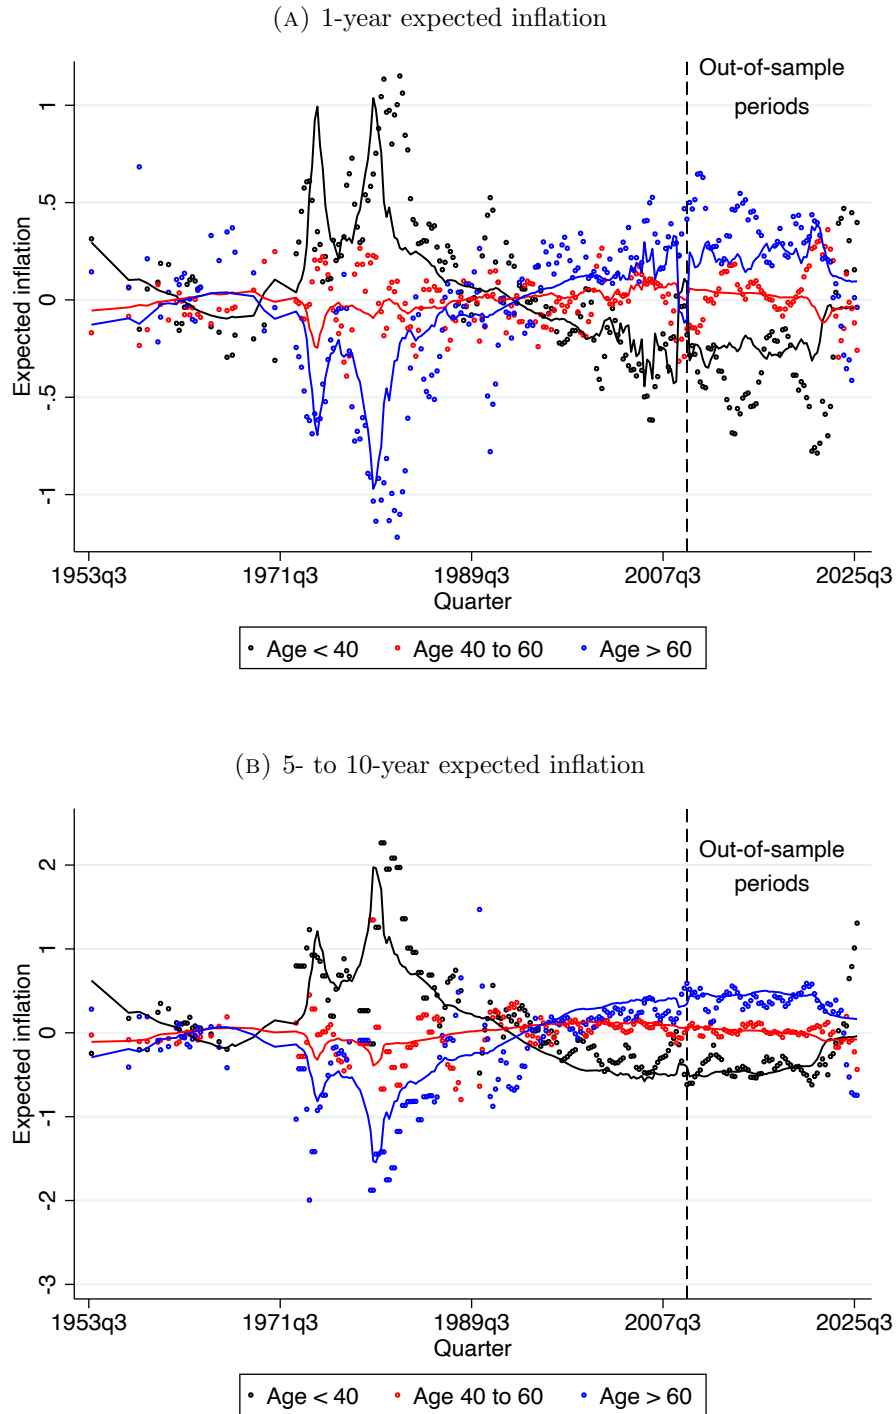 (A) 1-year expected inflation
Out-of-sample
periods
Expected inflation
1
.5
0
-.5
-1
1953q3 1971q3 1989q3 2007q3 2025q3
Quarter
Age < 40 Age 40 to 60 Age > 60
(B) 5- to 10-year expected inflation
Out-of-sample
periods
Expected inflation
2
1
0
-1
-2
-3
1953q3 1971q3 1989q3 2007q3 2025q3
Quarter
Age < 40 Age 40 to 60 Age > 60